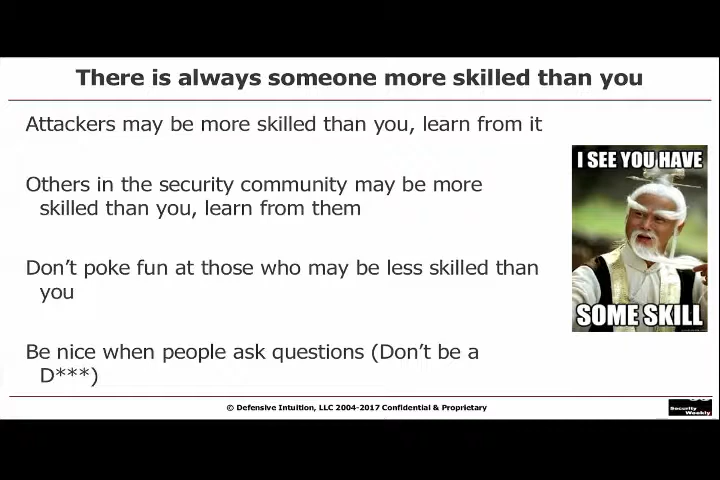 There is always someone more skilled than you
Attackers may be more skilled than you, learn from it
Others in the security community may be more
skilled than you, learn from them
Don't poke fun at those who may be less skilled than
you
Be nice when people ask questions (Don't be a
D***)
I SEE YOU HAVE
SOME SKILL
© Defensive Intuition, LLC 2004-2017 Confidential & Proprietary
Security
Weekly